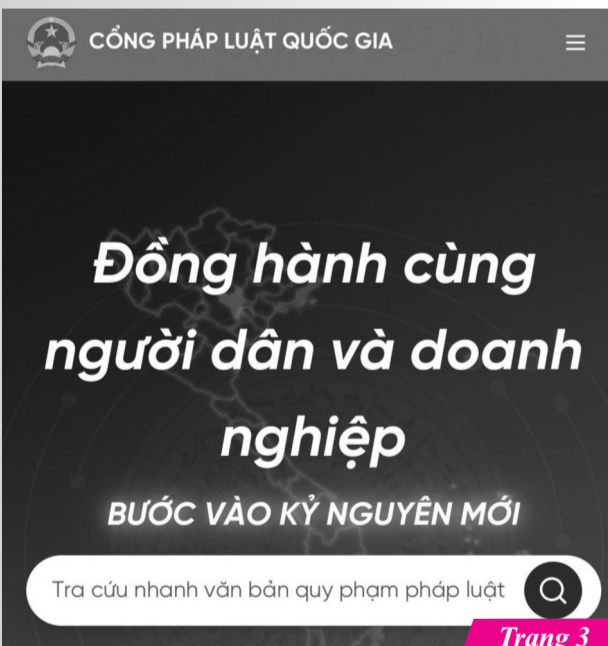 CỔNG PHÁP LUẬT QUỐC GIA
Đồng hành cùng
người dân và doanh
nghiệp
BƯỚC VÀO KỶ NGUYÊN MỚI
Tra cứu nhanh văn bản quy phạm pháp luật
Trang 3